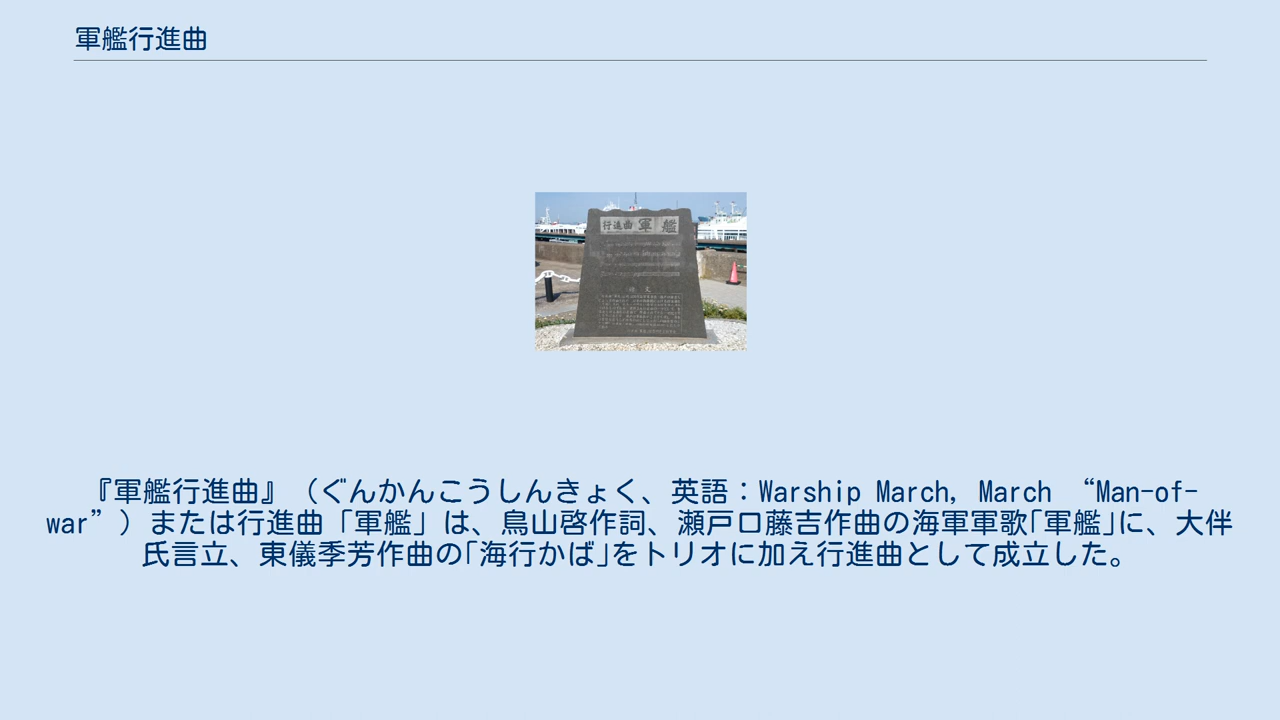 軍艦行進曲
行進曲 軍艦
『軍艦行進曲』（ぐんかんこうしんきょく、英語：Warship March, March “Man-of-
war”）または行進曲「軍艦」は、鳥山啓作詞、瀬戸口藤吉作曲の海軍軍歌｢軍艦｣に、大伴
氏言立、東儀季芳作曲の｢海行かば｣をトリオに加え行進曲として成立した。